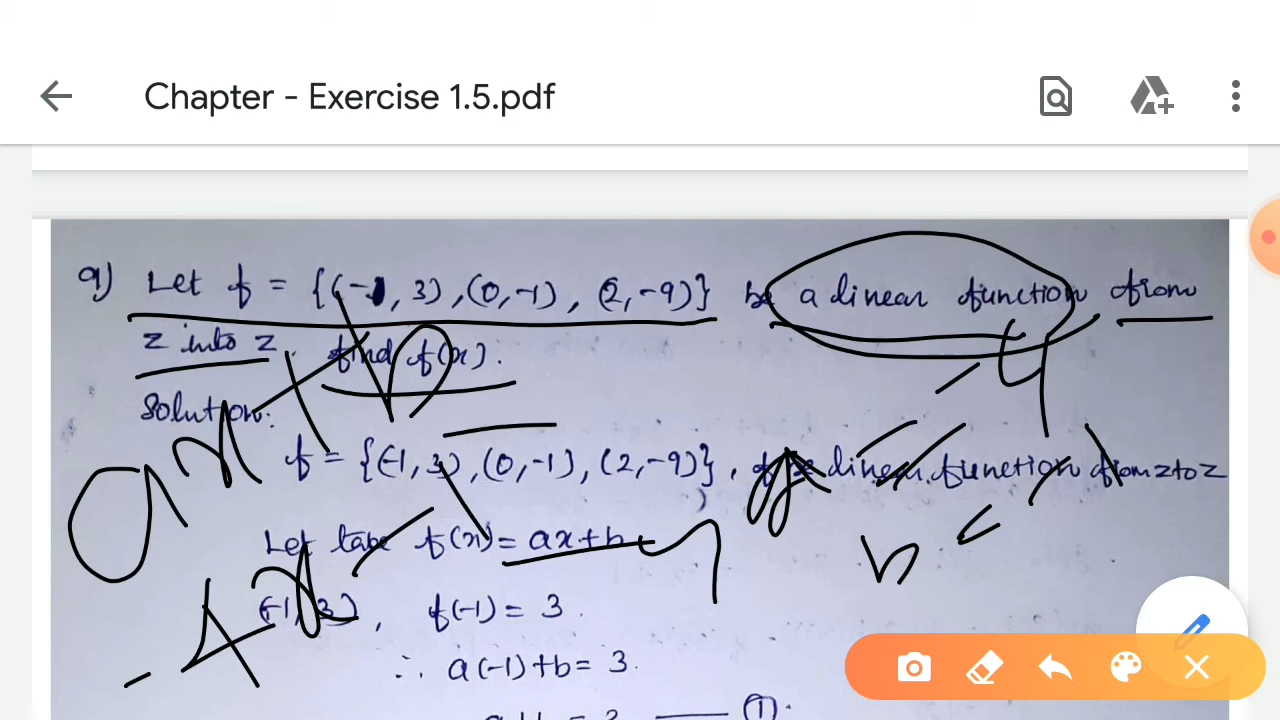 Chapter - Exercise 1.5.pdf
9) Let f = {(-1, 3), (0, -1), (2, -9)} be a linear function from
Z into Z. find f(x).
Solution:
f = {(-1, 3), (0, -1), (2, -9)}, linear function from Z to Z
Let take f(x) = ax+b
(-1, 3), f(-1) = 3.
∴ a(-1)+b = 3.
①.